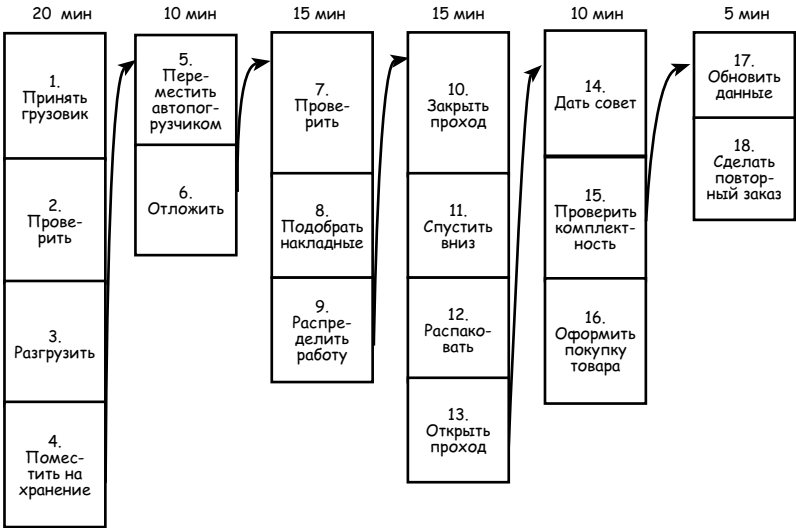 20 мин
1.
Принять
грузовик
2.
Прове-
рить
3.
Разгрузить
4.
Помес-
тить на
хранение
10 мин
5.
Пере-
местить
автопог-
рузчиком
6.
Отложить
15 мин
7.
Прове-
рить
8.
Подобрать
накладные
9.
Распре-
делить
работу
15 мин
10.
Закрыть
проход
11.
Спустить
вниз
12.
Распако-
вать
13.
Открыть
проход
10 мин
14.
Дать совет
15.
Проверить
комплект-
ность
16.
Оформить
покупку
товара
5 мин
17.
Обновить
данные
18.
Сделать
повтор-
ный заказ